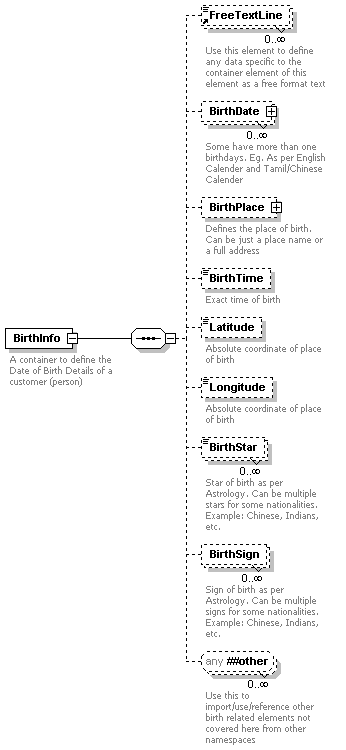 FreeTextLine
0..∞
Use this element to define
any data specific to the
container element of this
element as a free format text
BirthDate
0..∞
Some have more than one
birthdays. Eg. As per English
Calender and Tamil/Chinese
Calender
BirthPlace
Defines the place of birth.
Can be just a place name or
a full address
BirthTime
Exact time of birth
Latitude
Absolute coordinate of place
of birth
BirthInfo
A container to define the
Date of Birth Details of a
customer (person)
Longitude
Absolute coordinate of place
of birth
BirthStar
0..∞
Star of birth as per
Astrology. Can be multiple
stars for some nationalities.
Example: Chinese, Indians,
etc.
BirthSign
0..∞
Sign of birth as per
Astrology. Can be multiple
signs for some nationalities.
Example: Chinese, Indians,
etc.
any ##other
0..∞
Use this to
import/use/reference other
birth related elements not
covered here from other
namespaces